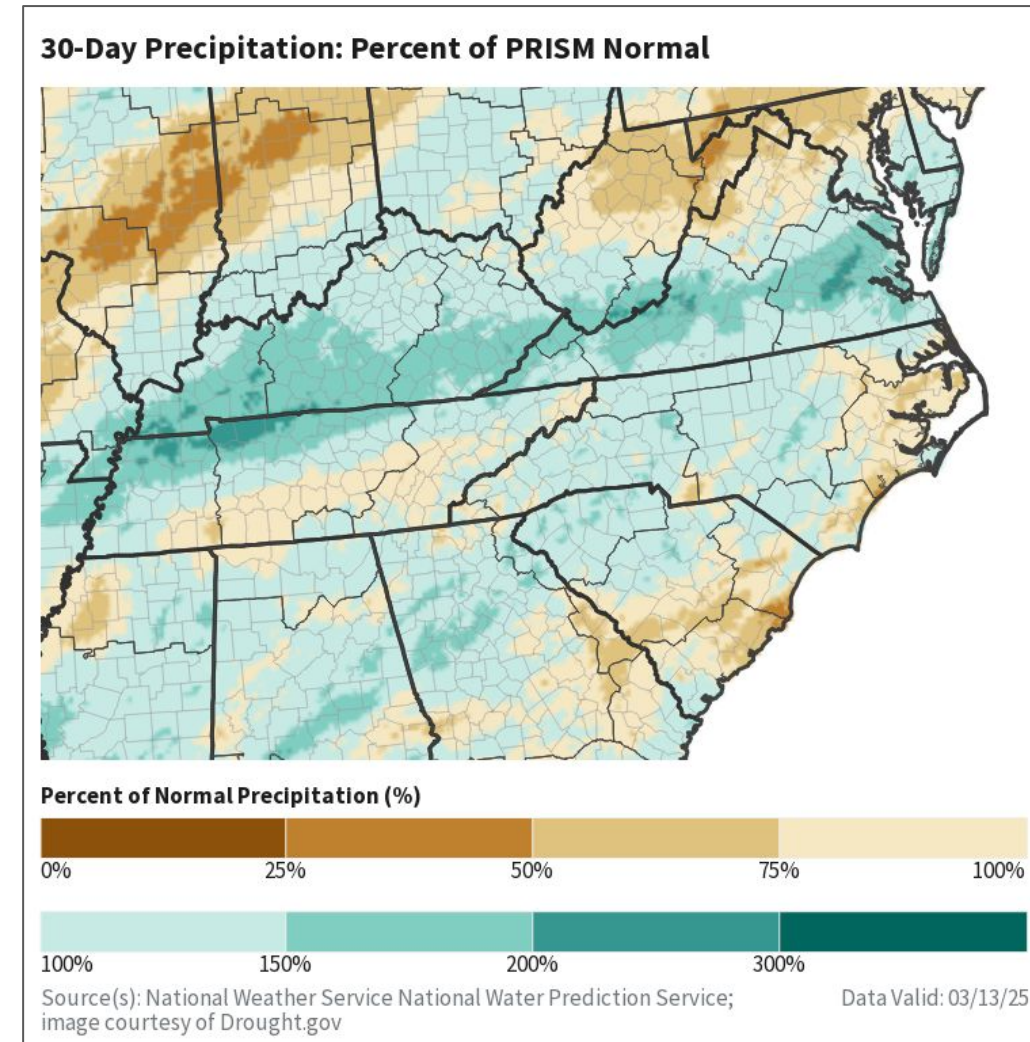 30-Day Precipitation: Percent of PRISM Normal
Percent of Normal Precipitation (%)
0% 25% 50% 75% 100%
100% 150% 200% 300%
Source(s): National Weather Service National Water Prediction Service; Data Valid: 03/13/25
image courtesy of Drought.gov